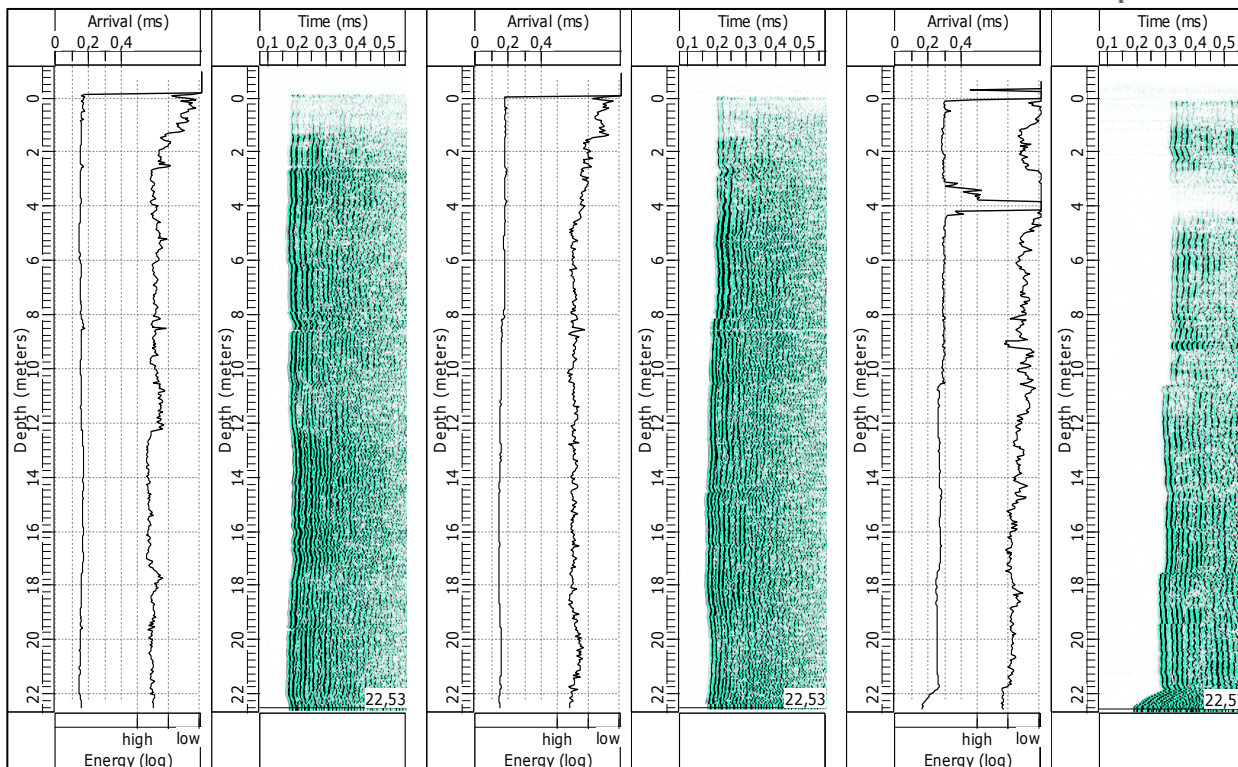 Arrival (ms)
0,2 0,4
Time (ms)
0,1 0,2 0,3 0,4 0,5
Arrival (ms)
0,2 0,4
Time (ms)
0,1 0,2 0,3 0,4 0,5
Arrival (ms)
0 0,2 0,4
Time (ms)
0,1 0,2 0,3 0,4 0,5
Depth (meters)
0 2 4 6 8 10 12 14 16 18 20 22
Depth (meters)
0 2 4 6 8 10 12 14 16 18 20 22
22,53
Depth (meters)
0 2 4 6 8 10 12 14 16 18 20 22
Depth (meters)
0 2 4 6 8 10 12 14 16 18 20 22
22,53
Depth (meters)
0 2 4 6 8 10 12 14 16 18 20 22
Depth (meters)
0 2 4 6 8 10 12 14 16 18 20 22
22,5
high low
Energy (log)
high low
Energy (log)
high low
Energy (log)